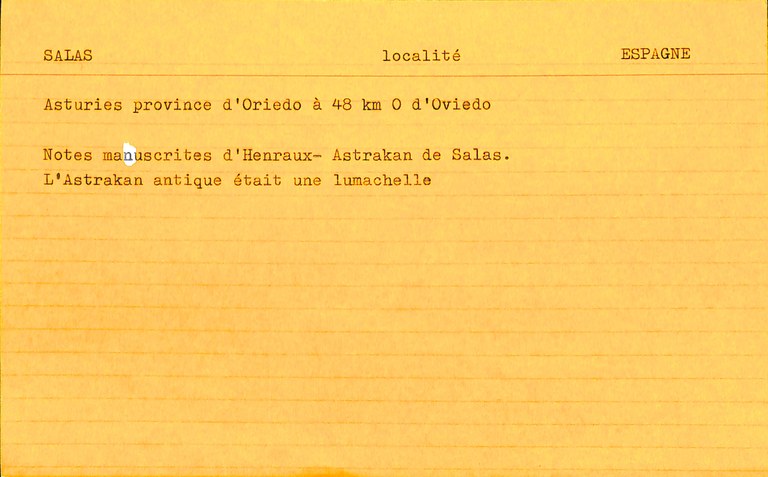 SALAS localité ESPAGNE
Asturies province d'Oriedo à 48 km O d'Oviedo
Notes manuscrites d'Henraux- Astrakan de Salas.
L'Astrakan antique était une lumachelle